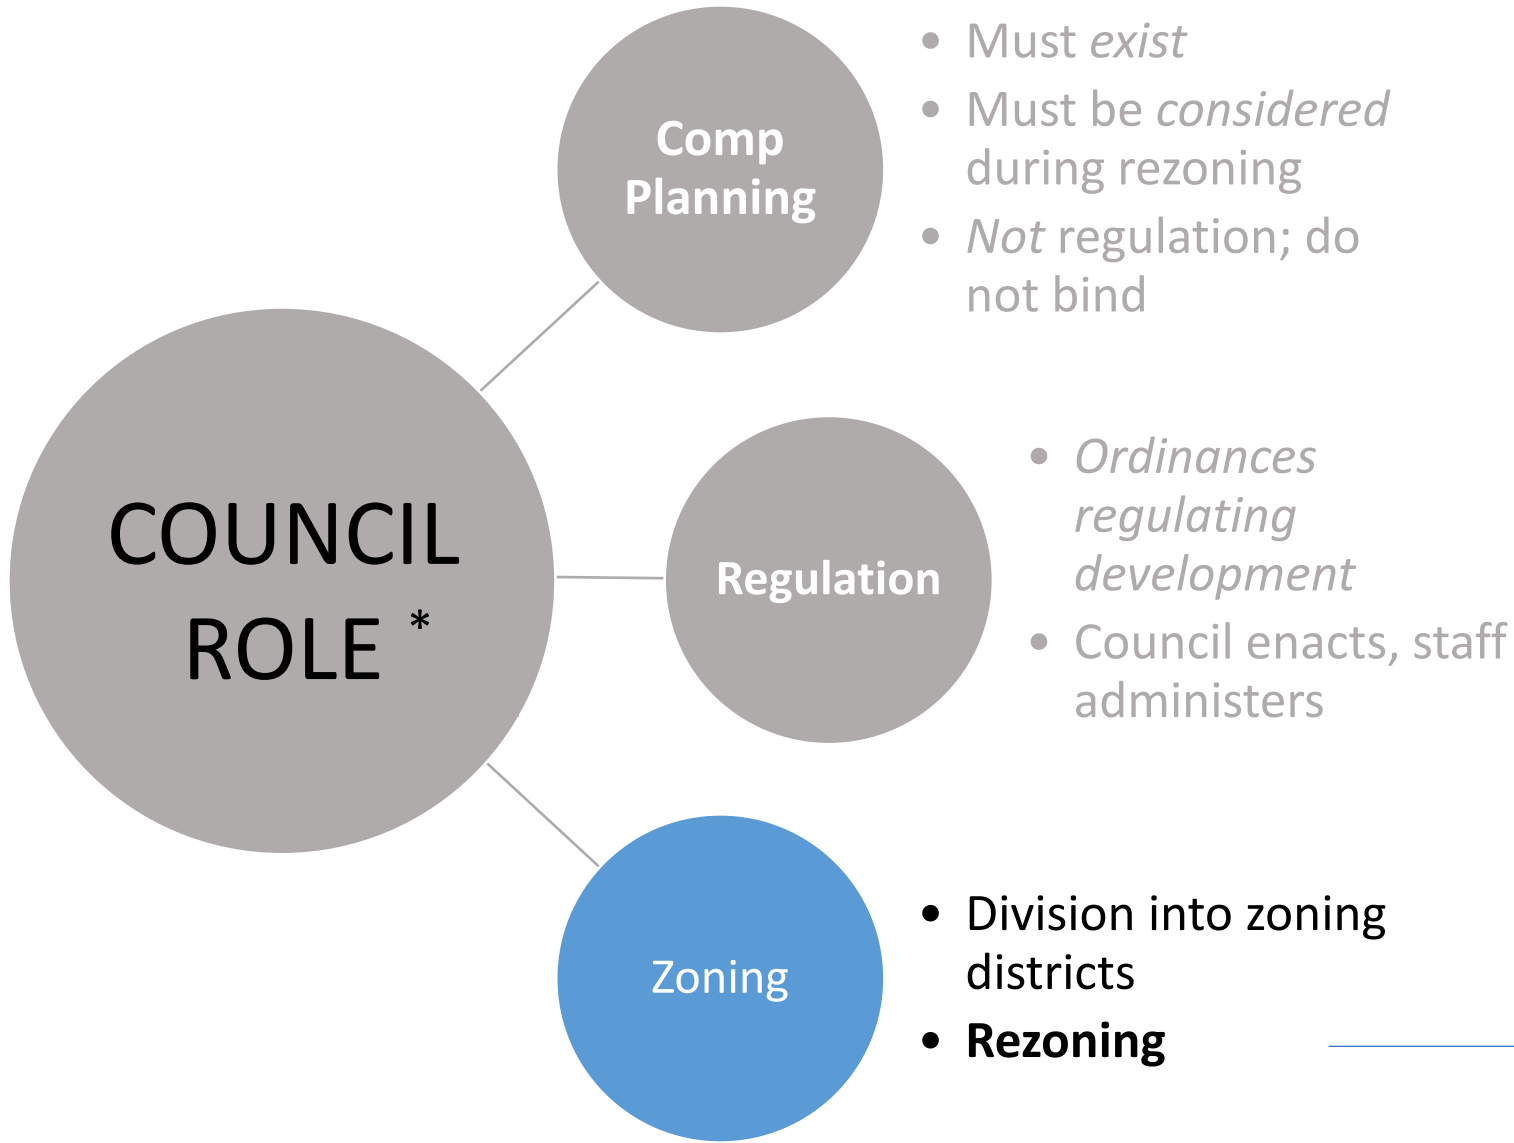 Comp
Planning
• Must exist
• Must be considered
during rezoning
• Not regulation; do
not bind
COUNCIL
ROLE *
Regulation
• Ordinances
regulating
development
• Council enacts, staff
administers
Zoning
• Division into zoning
districts
• Rezoning